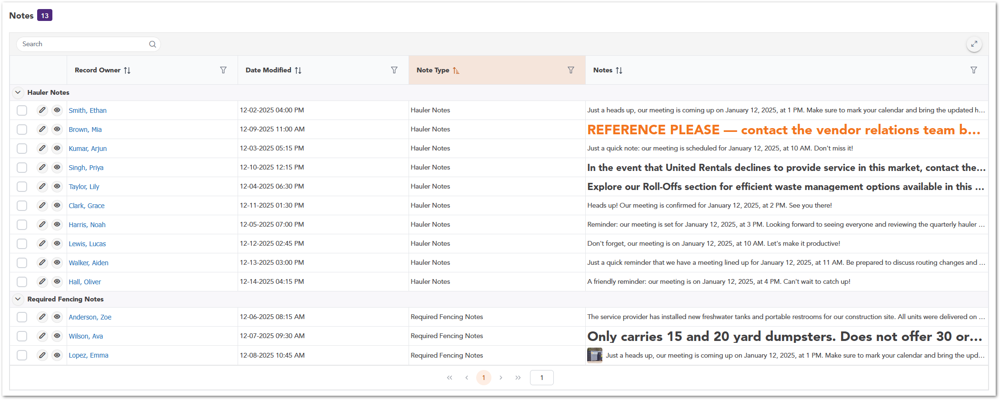 Notes 13
Search
Record Owner Date Modified Note Type Notes
Hauler Notes
Smith, Ethan 12-02-2025 04:00 PM Hauler Notes Just a heads up, our meeting is coming up on January 12, 2025, at 1 PM. Make sure to mark your calendar and bring the updated h...
Brown, Mia 12-09-2025 11:00 AM Hauler Notes REFERENCE PLEASE — contact the vendor relations team b...
Kumar, Arjun 12-03-2025 05:15 PM Hauler Notes Just a quick note: our meeting is scheduled for January 12, 2025, at 10 AM. Don't miss it!
Singh, Priya 12-10-2025 12:15 PM Hauler Notes In the event that United Rentals declines to provide service in this market, contact the...
Taylor, Lily 12-04-2025 06:30 PM Hauler Notes Explore our Roll-Offs section for efficient waste management options available in this ...
Clark, Grace 12-11-2025 01:30 PM Hauler Notes Heads up! Our meeting is confirmed for January 12, 2025, at 2 PM. See you there!
Harris, Noah 12-05-2025 07:00 PM Hauler Notes Reminder: our meeting is set for January 12, 2025, at 3 PM. Looking forward to seeing everyone and reviewing the quarterly hauler ...
Lewis, Lucas 12-12-2025 02:45 PM Hauler Notes Don't forget, our meeting is on January 12, 2025, at 10 AM. Let's make it productive!
Walker, Aiden 12-13-2025 03:00 PM Hauler Notes Just a quick reminder that we have a meeting lined up for January 12, 2025, at 11 AM. Be prepared to discuss routing changes and ...
Hall, Oliver 12-14-2025 04:15 PM Hauler Notes A friendly reminder: our meeting is on January 12, 2025, at 4 PM. Can't wait to catch up!
Required Fencing Notes
Anderson, Zoe 12-06-2025 08:15 AM Required Fencing Notes The service provider has installed new freshwater tanks and portable restrooms for our construction site. All units were delivered on ...
Wilson, Ava 12-07-2025 09:30 AM Required Fencing Notes Only carries 15 and 20 yard dumpsters. Does not offer 30 or...
Lopez, Emma 12-08-2025 10:45 AM Required Fencing Notes Just a heads up, our meeting is coming up on January 12, 2025, at 1 PM. Make sure to mark your calendar and bring the upd...
1 1